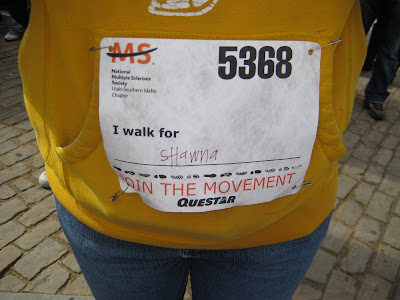 MS
5368
National
Multiple Sclerosis
Society
Utah-Southern Idaho
Chapter
I walk for
SHawna
JOIN THE MOVEMENT
QUESTAR